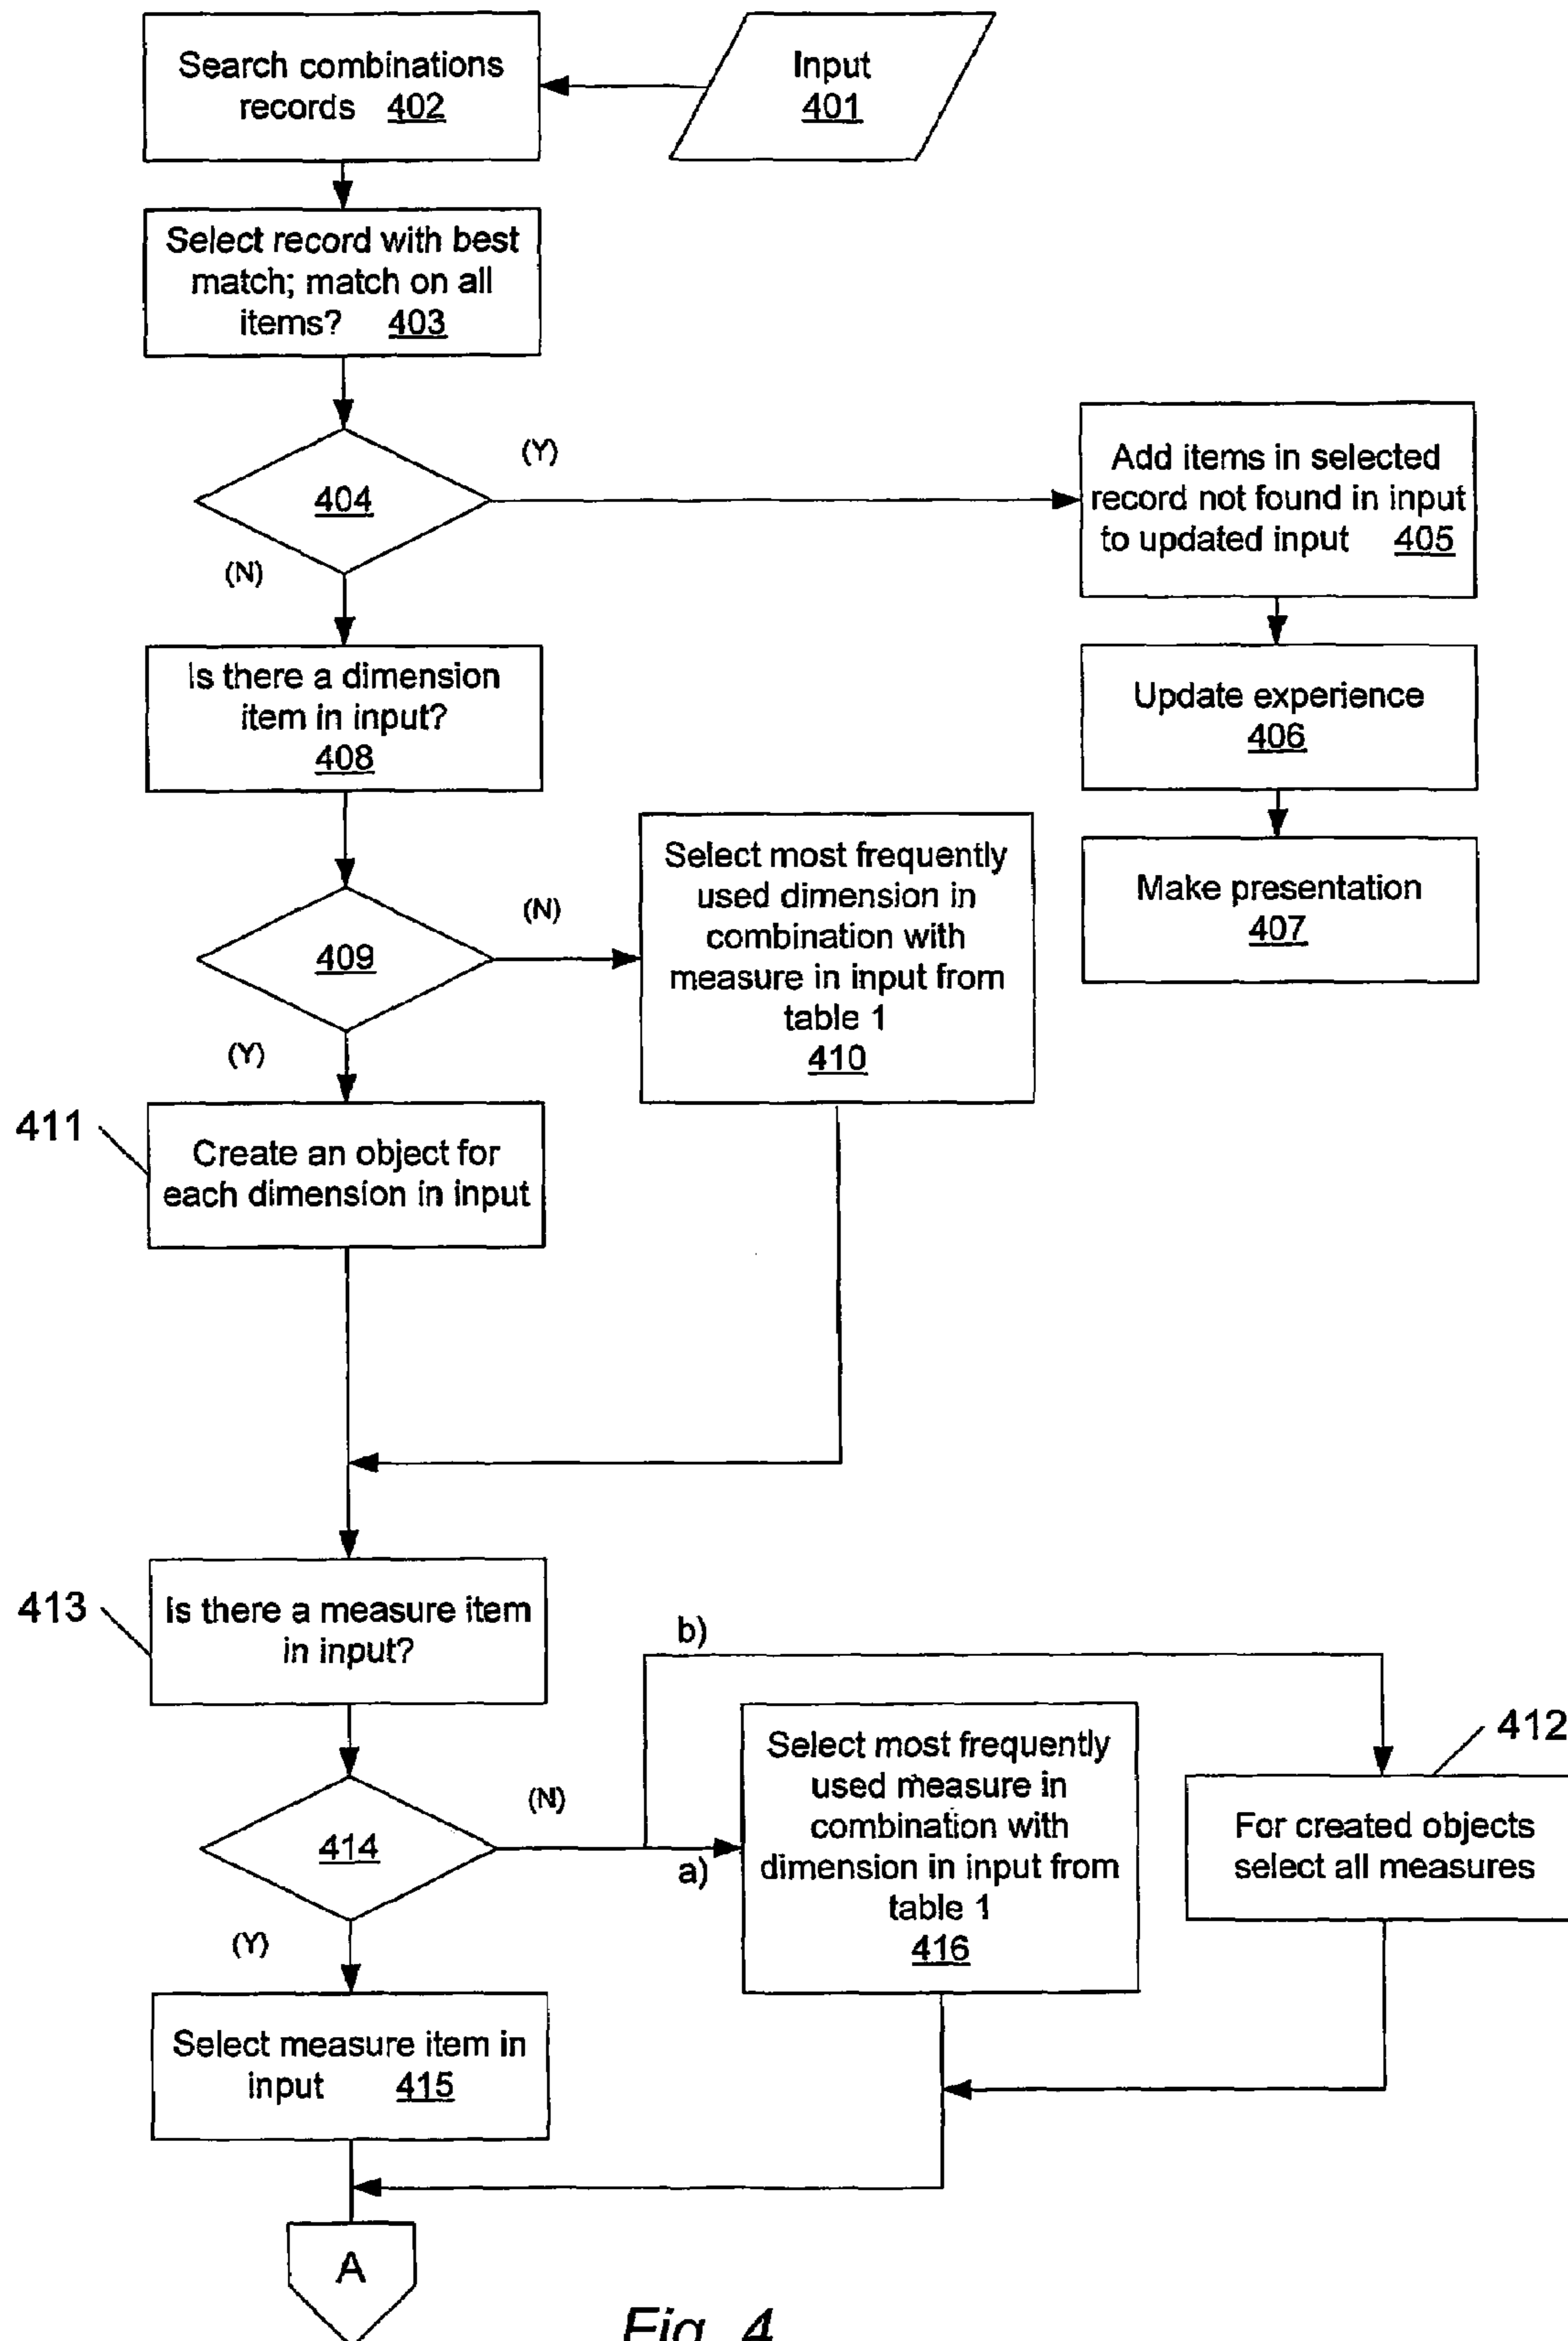 Search combinations
records 402
Input
401
Select record with best
match; match on all
items? 403
404
(Y)
(N)
Add items in selected
record not found in input
to updated input 405
Update experience
406
Make presentation
407
Is there a dimension
item in input?
408
409
(N)
(Y)
Select most frequently
used dimension in
combination with
measure in input from
table 1
410
411
Create an object for
each dimension in input
413
Is there a measure item
in input?
414
(N)
(Y)
b)
a)
Select most frequently
used measure in
combination with
dimension in input from
table 1
416
412
For created objects
select all measures
Select measure item in
input 415
A
Fig. 4